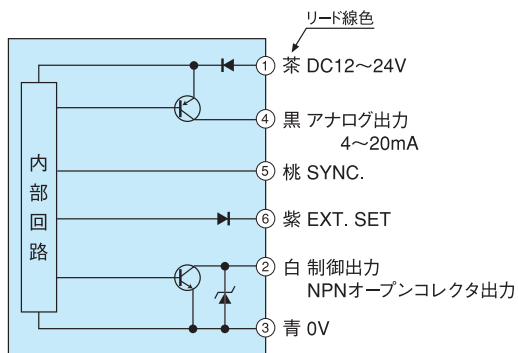 リード線色
① 茶 DC12～24V
④ 黒 アナログ出力
4～20mA
⑤ 桃 SYNC.
⑥ 紫 EXT. SET
② 白 制御出力
NPNオープンコレクタ出力
③ 青 0V
内部回路